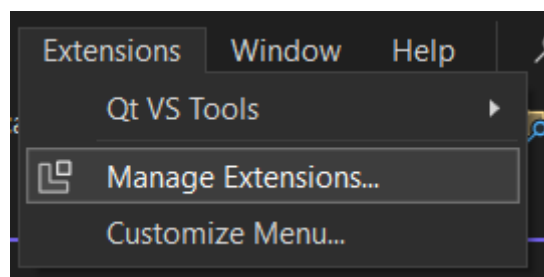 Extensions Window Help
Qt VS Tools
Manage Extensions...
Customize Menu...